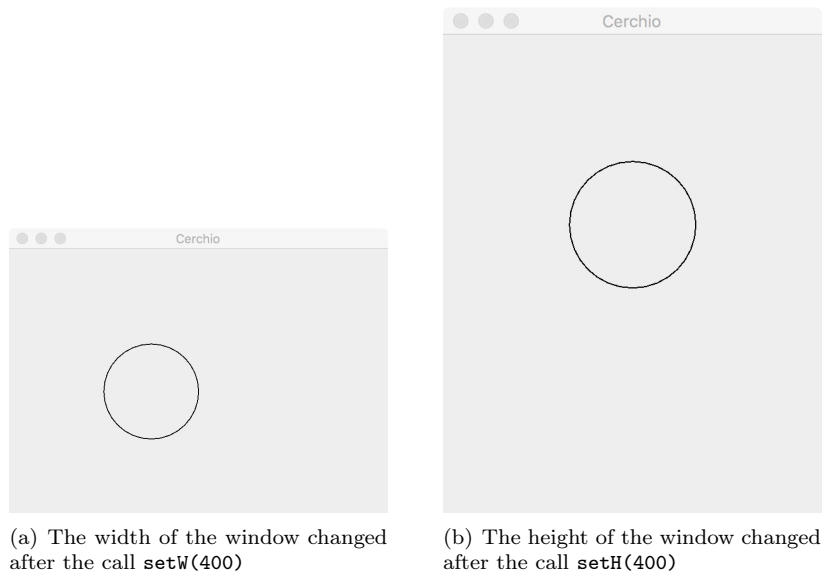 Cerchio
(a) The width of the window changed
after the call setW(400)
Cerchio
(b) The height of the window changed
after the call setH(400)